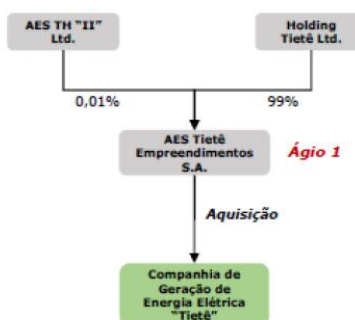 AES TH “II”
Ltd.
Holding
Tietê Ltd.
0,01%
99%
AES Tietê
Empreendimentos
S.A.
Ágio 1
Aquisição
Companhia de
Geração de
Energia Elétrica
“Tietê”